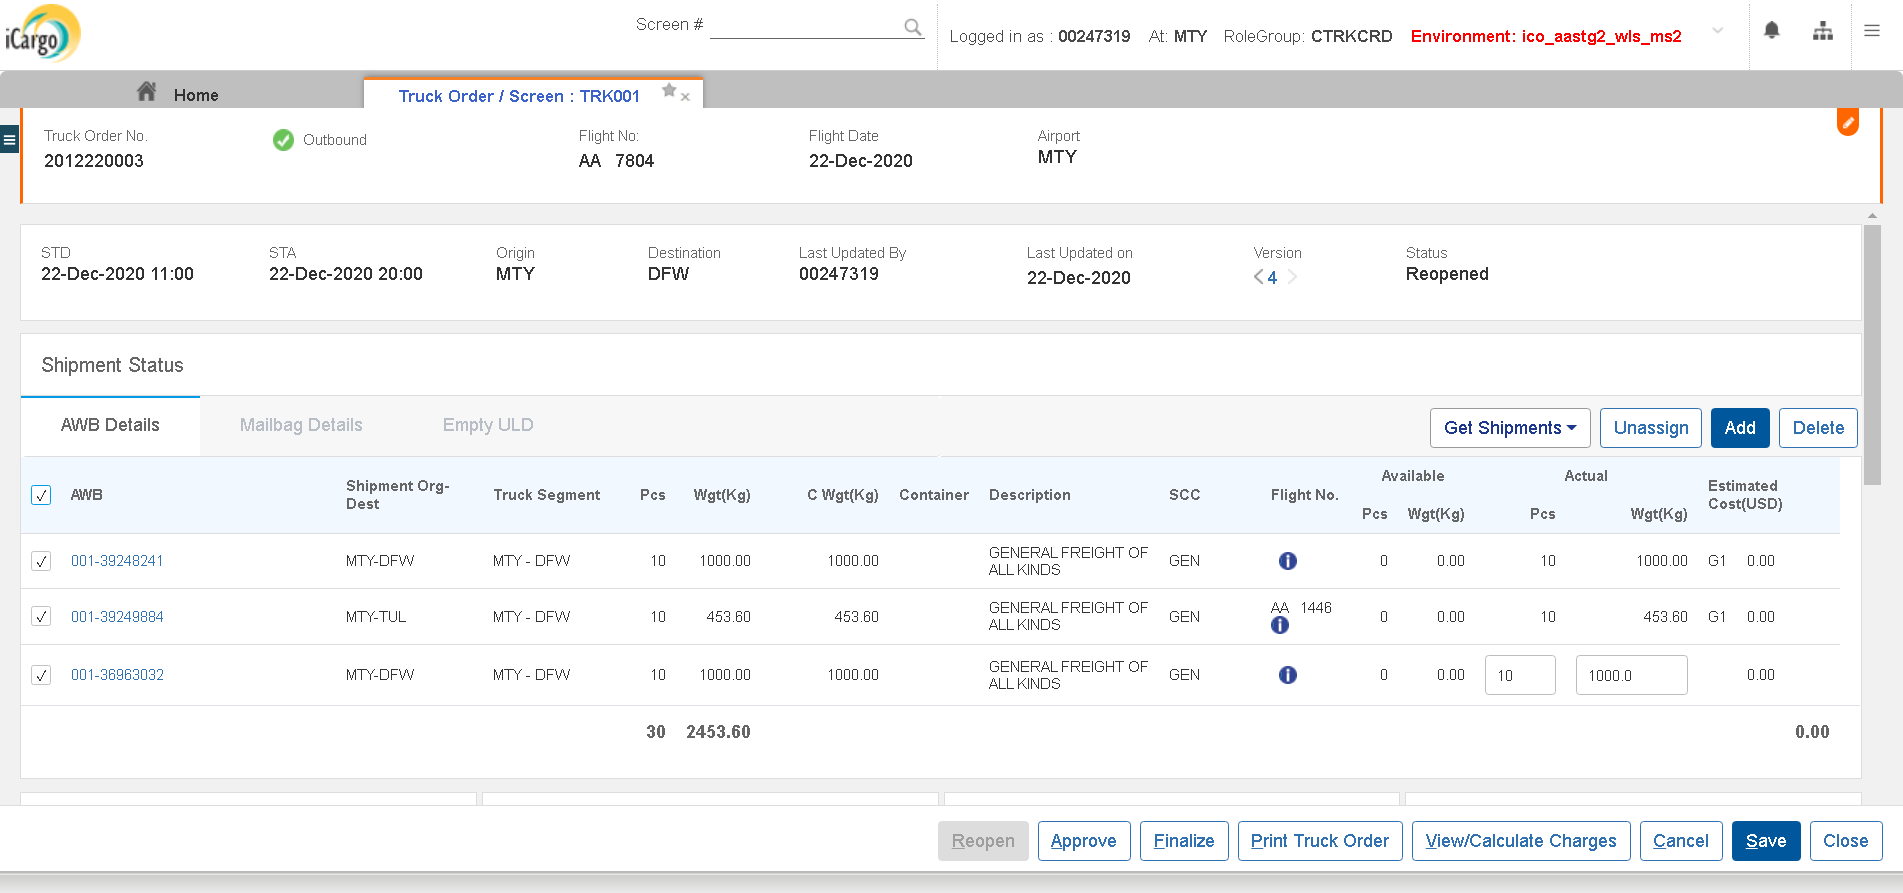 iCargo
Screen #
Logged in as : 00247319 At: MTY RoleGroup: CTRKCRD Environment: ico_aastg2_wls_ms2
Home
Truck Order / Screen : TRK001
Truck Order No.
2012220003
Outbound
Flight No:
AA 7804
Flight Date
22-Dec-2020
Airport
MTY
STD
22-Dec-2020 11:00
STA
22-Dec-2020 20:00
Origin
MTY
Destination
DFW
Last Updated By
00247319
Last Updated on
22-Dec-2020
Version
4
Status
Reopened
Shipment Status
AWB Details Mailbag Details Empty ULD
Get Shipments Unassign Add Delete
AWB Shipment Org-Dest Truck Segment Pcs Wgt(Kg) C Wgt(Kg) Container Description SCC Flight No. Available Pcs Wgt(Kg) Actual Pcs Wgt(Kg) Estimated Cost(USD)
001-39248241 MTY-DFW MTY - DFW 10 1000.00 1000.00 GENERAL FREIGHT OF ALL KINDS GEN 0 0.00 10 1000.00 G1 0.00
001-39249884 MTY-TUL MTY - DFW 10 453.60 453.60 GENERAL FREIGHT OF ALL KINDS GEN AA 1446 0 0.00 10 453.60 G1 0.00
001-36963032 MTY-DFW MTY - DFW 10 1000.00 1000.00 GENERAL FREIGHT OF ALL KINDS GEN 0 0.00 10 1000.0 0.00
30 2453.60 0.00
Reopen Approve Finalize Print Truck Order View/Calculate Charges Cancel Save Close